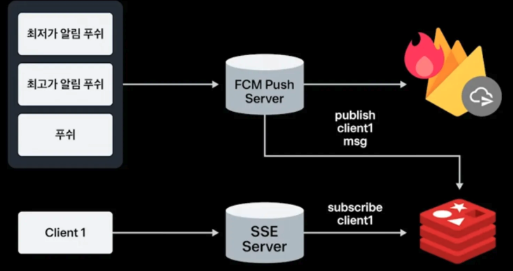 최저가 알림 푸쉬
최고가 알림 푸쉬
푸쉬
FCM Push
Server
publish
client1
msg
Client 1
SSE
Server
subscribe
client1